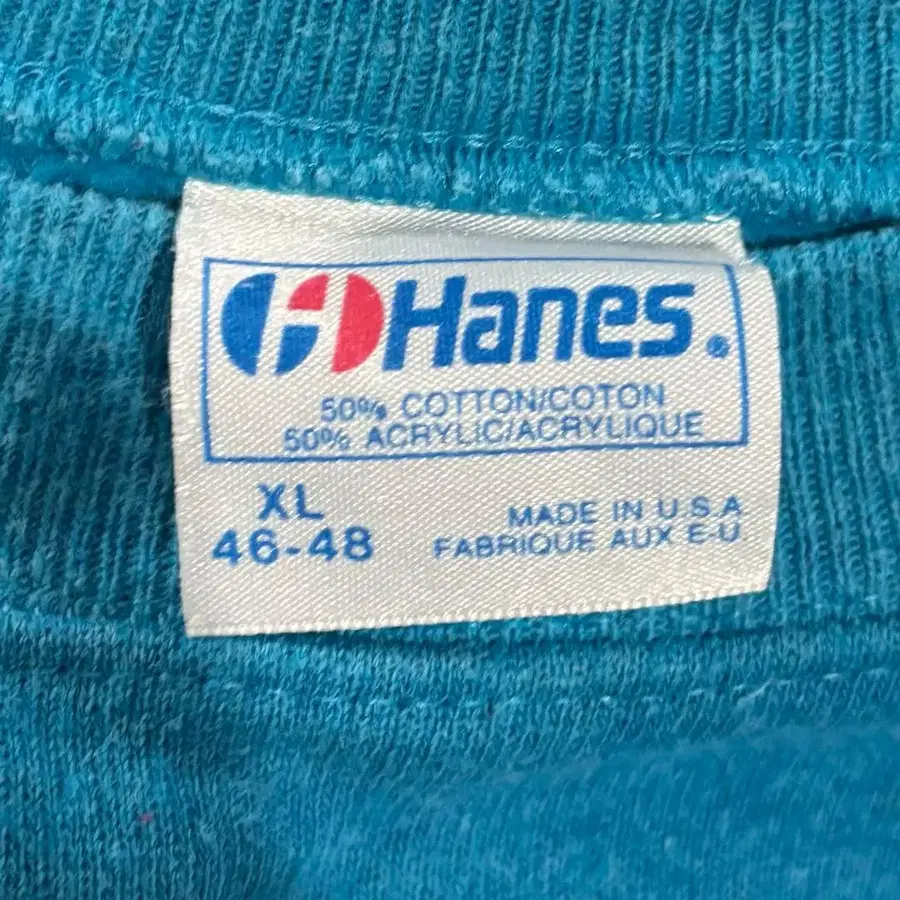 Hanes.
50% COTTON/COTON
50% ACRYLIC/ACRYLIQUE
XL
46-48
MADE IN U.S.A
FABRIQUE AUX E-U